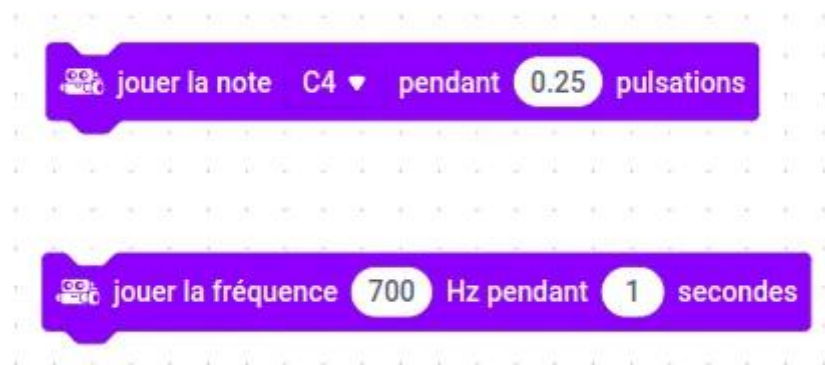 jouer la note C4 pendant 0.25 pulsations
jouer la fréquence 700 Hz pendant 1 secondes